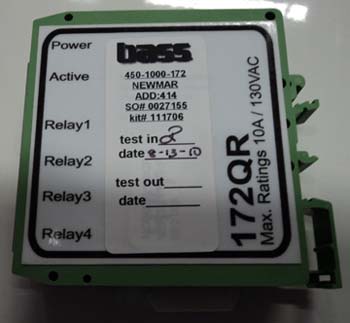 Power
Active
Relay1
Relay2
Relay3
Relay4
bass
450-1000-172
NEWMAR
ADD:414
SO# 0027155
kit# 111706
test in 2
date 8-13-10
test out
date
172QR
Max. Ratings 10A / 130VAC